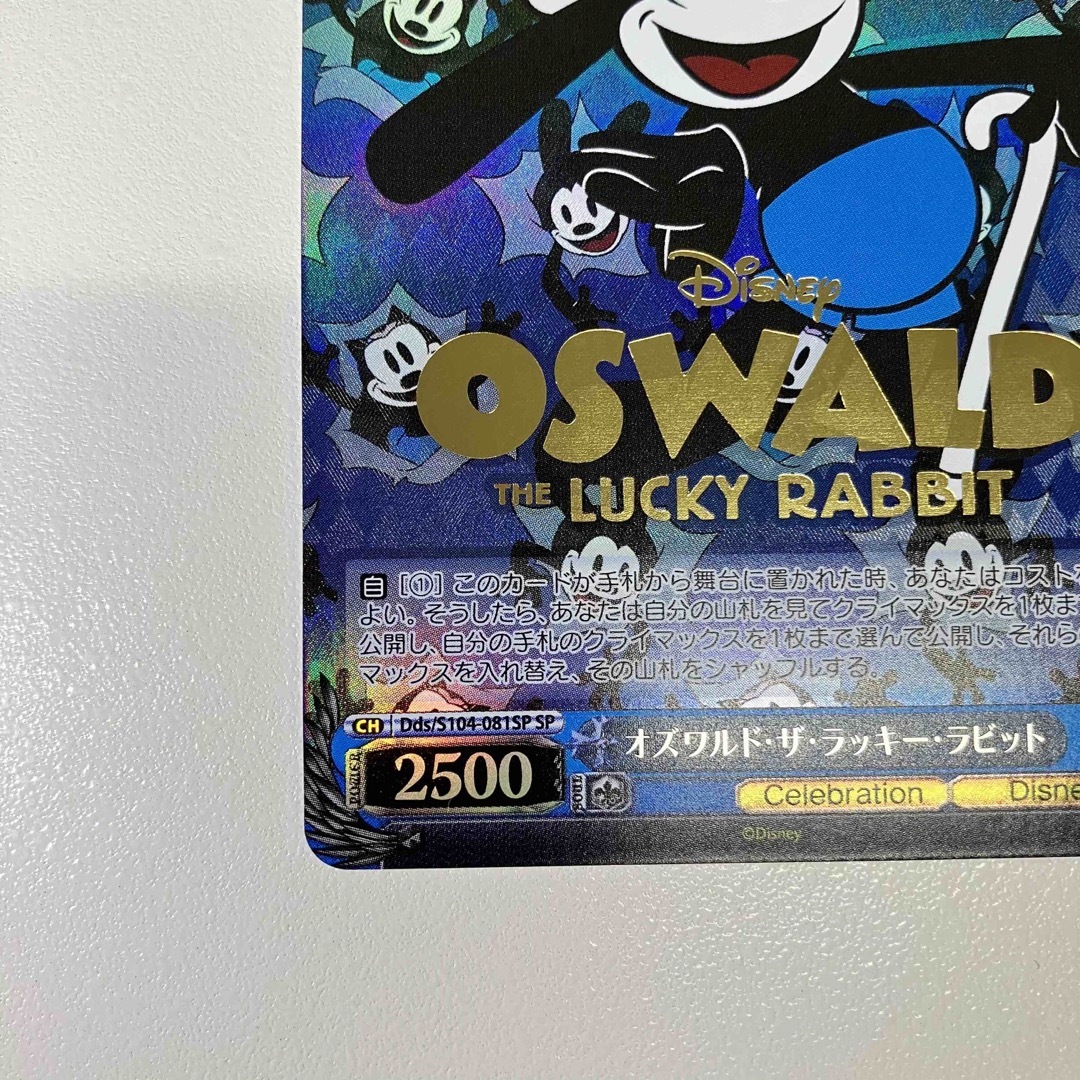 Disney
OSWALD
THE LUCKY RABBIT
自 [①] このカードが手札から舞台に置かれた時、あなたはコスト
よい。そうしたら、あなたは自分の山札を見てクライマックスを1枚ま
公開し、自分の手札のクライマックスを1枚まで選んで公開し、それら
マックスを入れ替え、その山札をシャッフルする。
CH Dds/S104-081SP SP
オズワルド・ザ・ラッキー・ラビット
POWER 2500 SOUL
Celebration Disne
©Disney